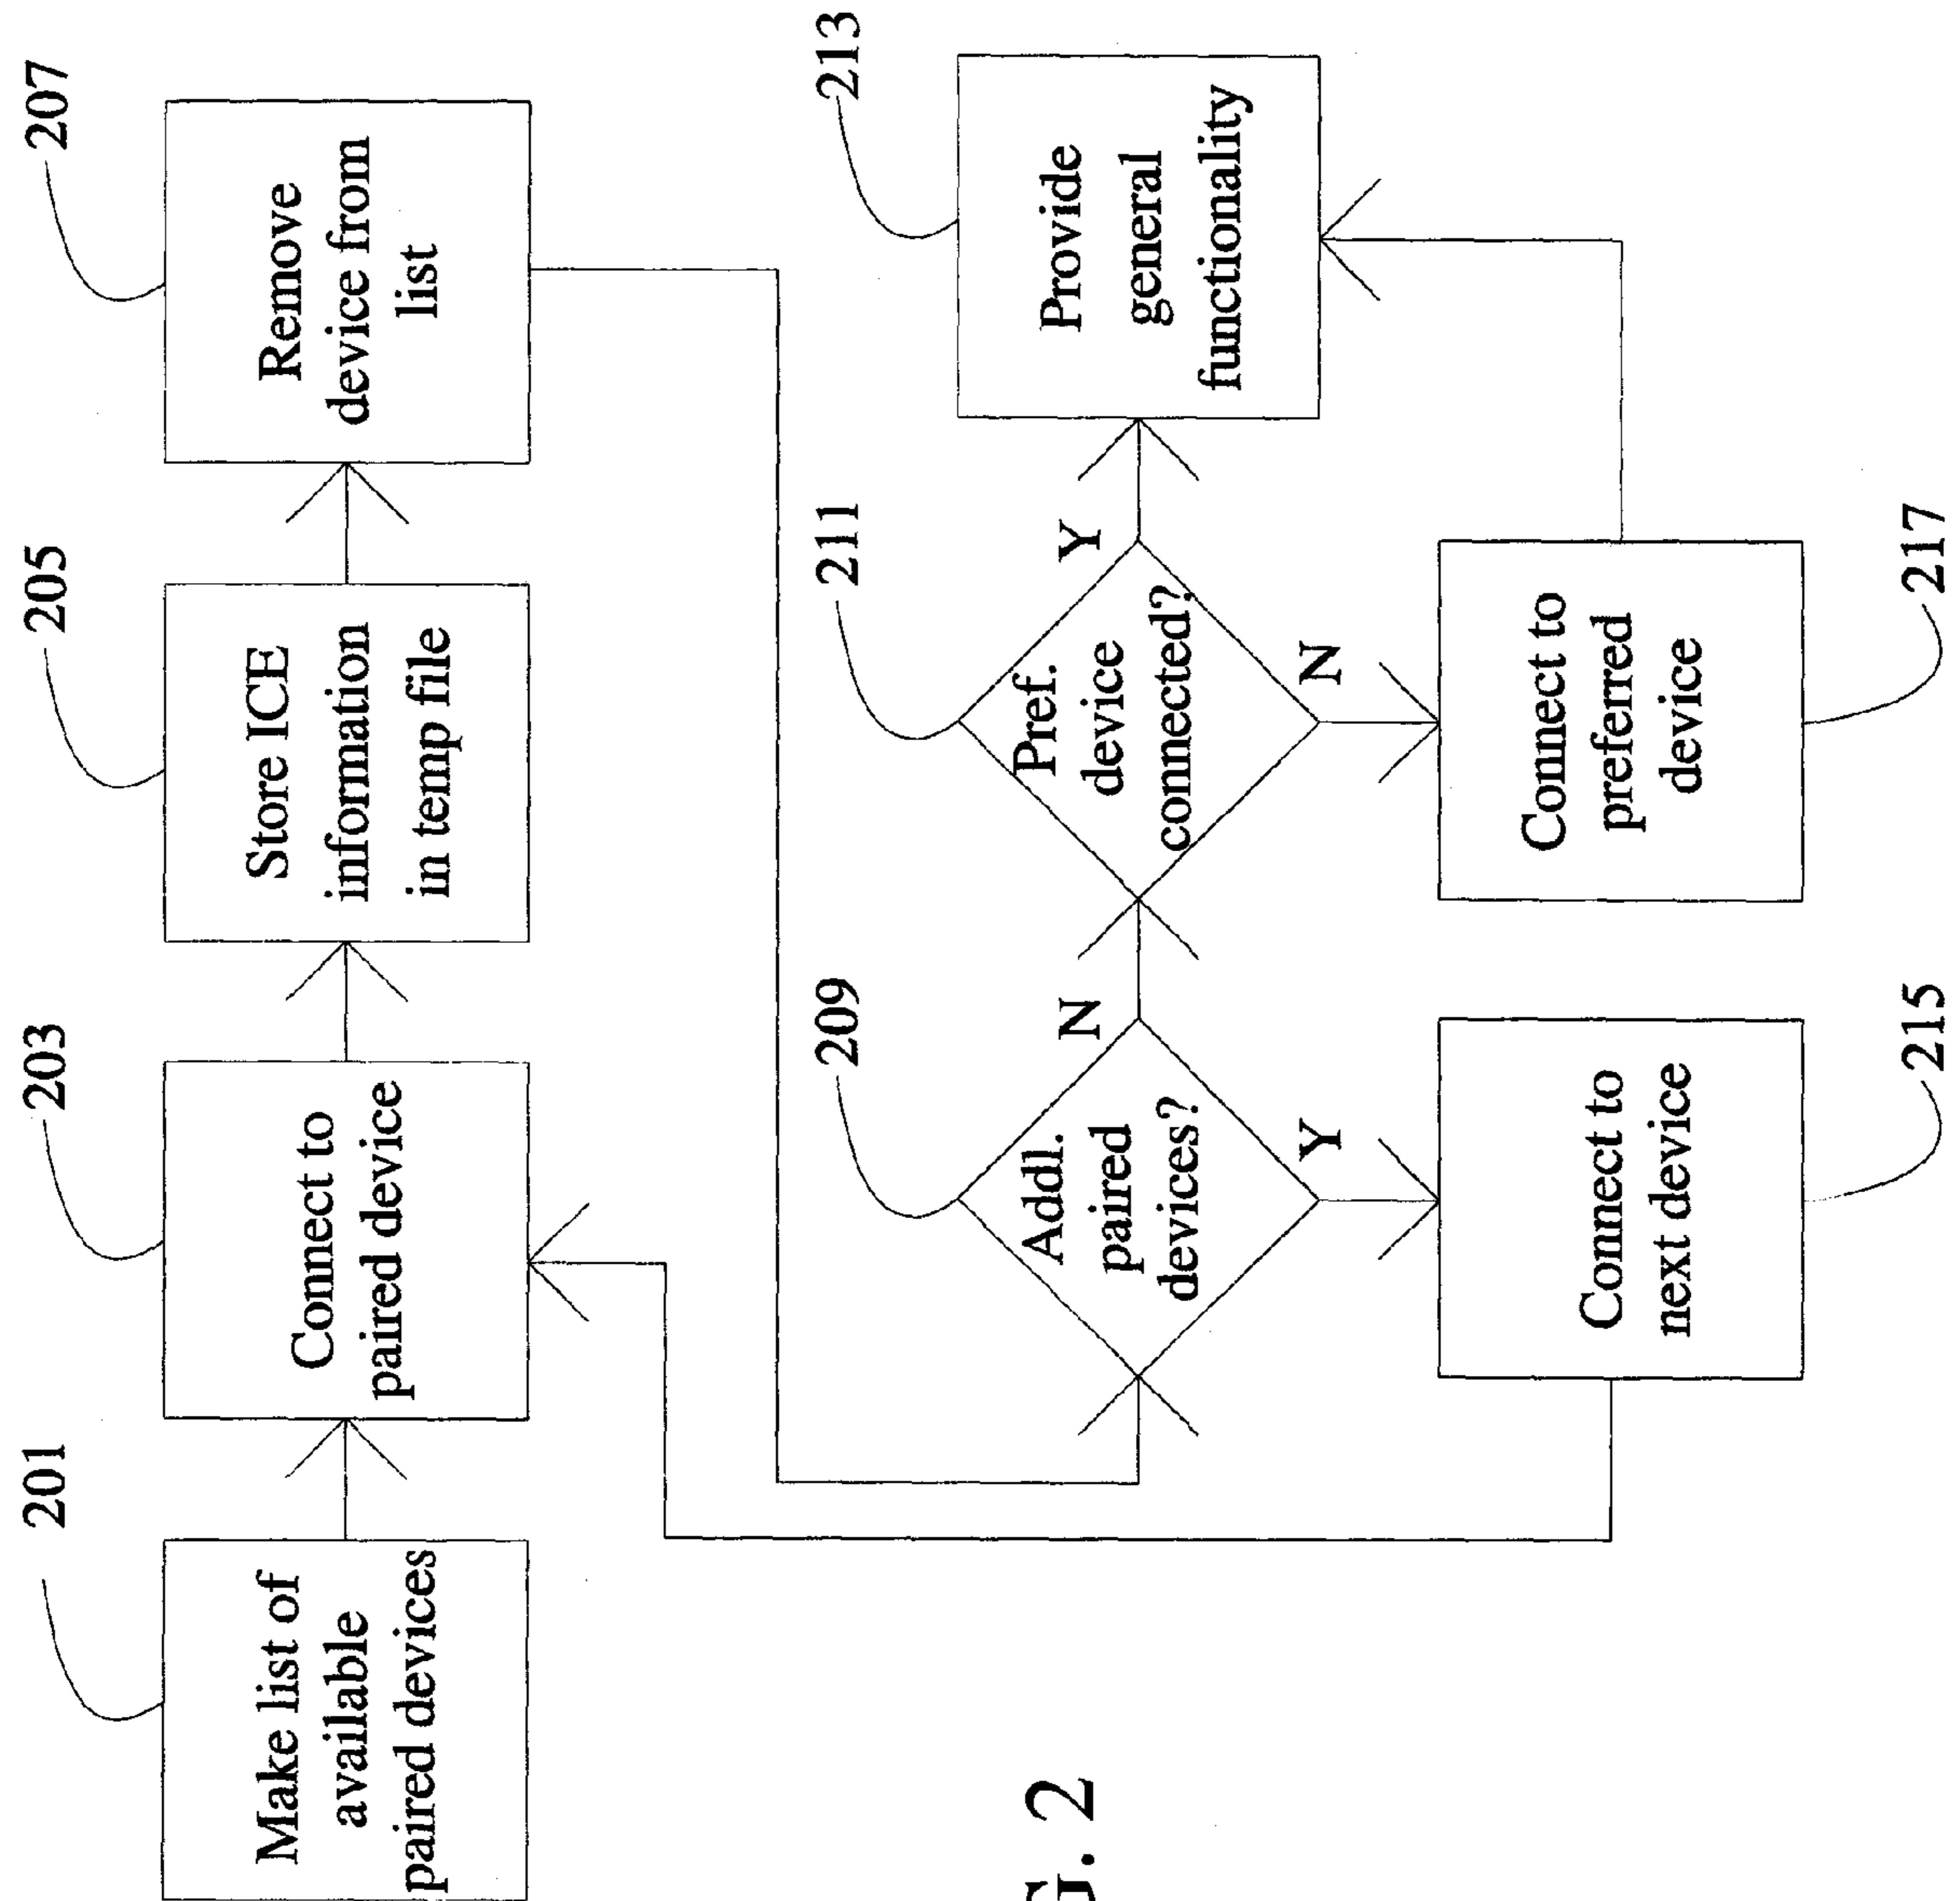 201
Make list of
available
paired devices
203
Connect to
paired device
205
Store ICE
information
in temp file
207
Remove
device from
list
209
Addl.
paired
devices?
N
Y
211
Pref.
device
connected?
Y
N
213
Provide
general
functionality
215
Connect to
next device
217
Connect to
preferred
device
G. 2